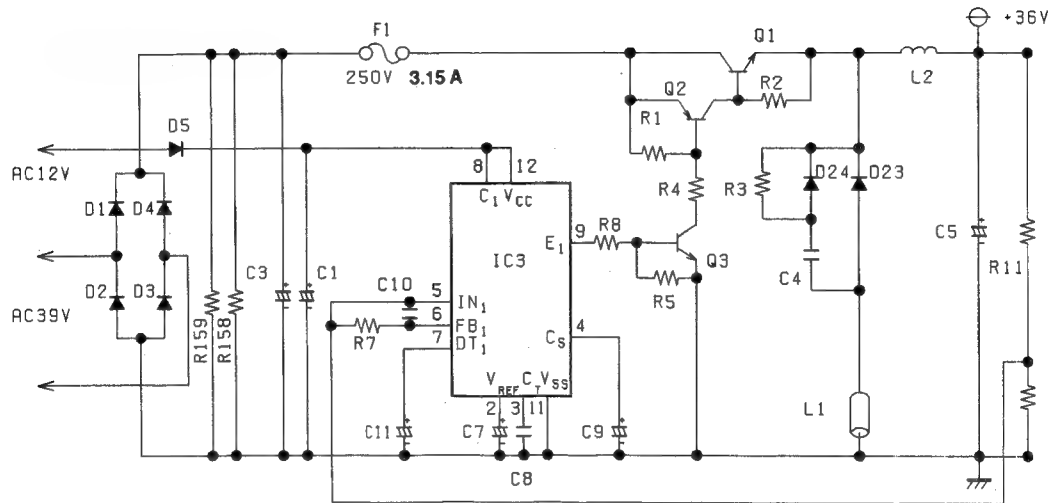 F1
250V 3.15A
Q1
+36V
L2
Q2
R2
R1
D5
AC12V
8 12
C1 VCC
R4
R3
D24
D23
D1
D4
9
R8
E1
IC3
Q3
C5
R11
C3
C1
C10
5
IN1
R5
C4
D2
D3
6
FB1
4
CS
AC39V
R159
R158
R7
7
DT1
VREF CT VSS
2 3 11
L1
C11
C7
C9
C8